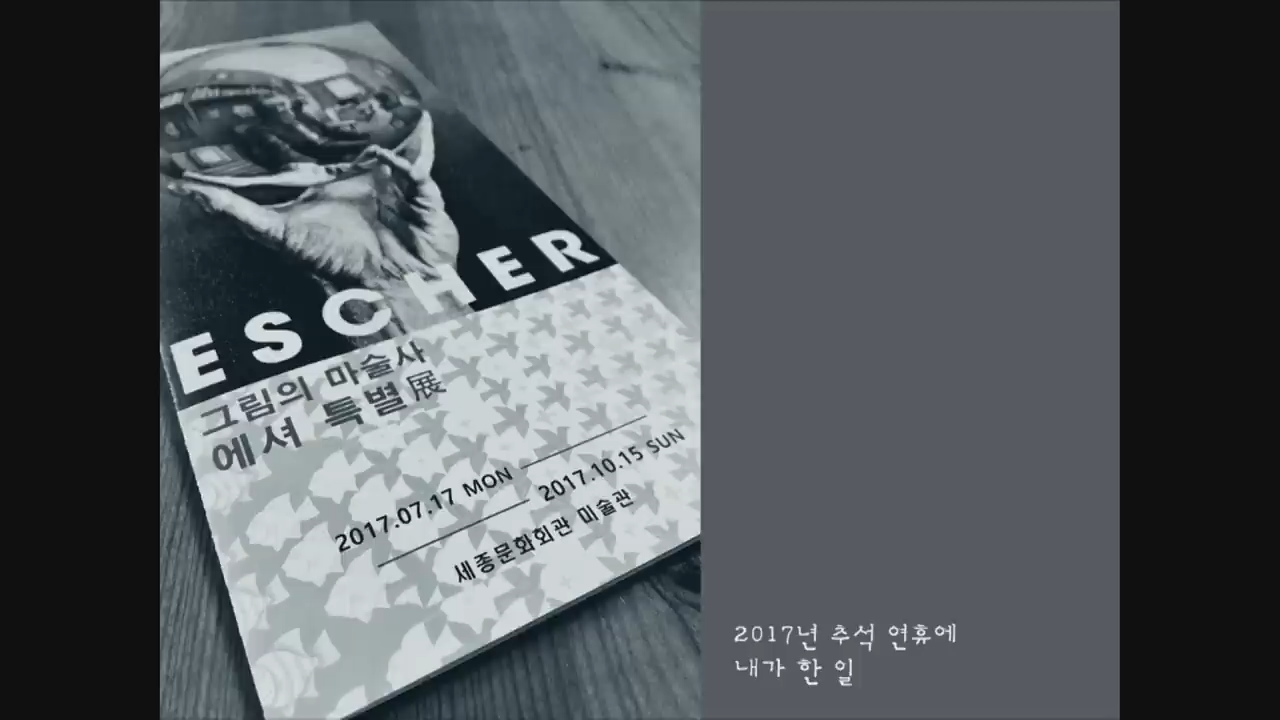 ESCHER
그림의 마술사
에셔 특별展
2017.07.17 MON
2017.10.15 SUN
세종문화회관 미술관
2017년 추석 연휴에
내가 한 일